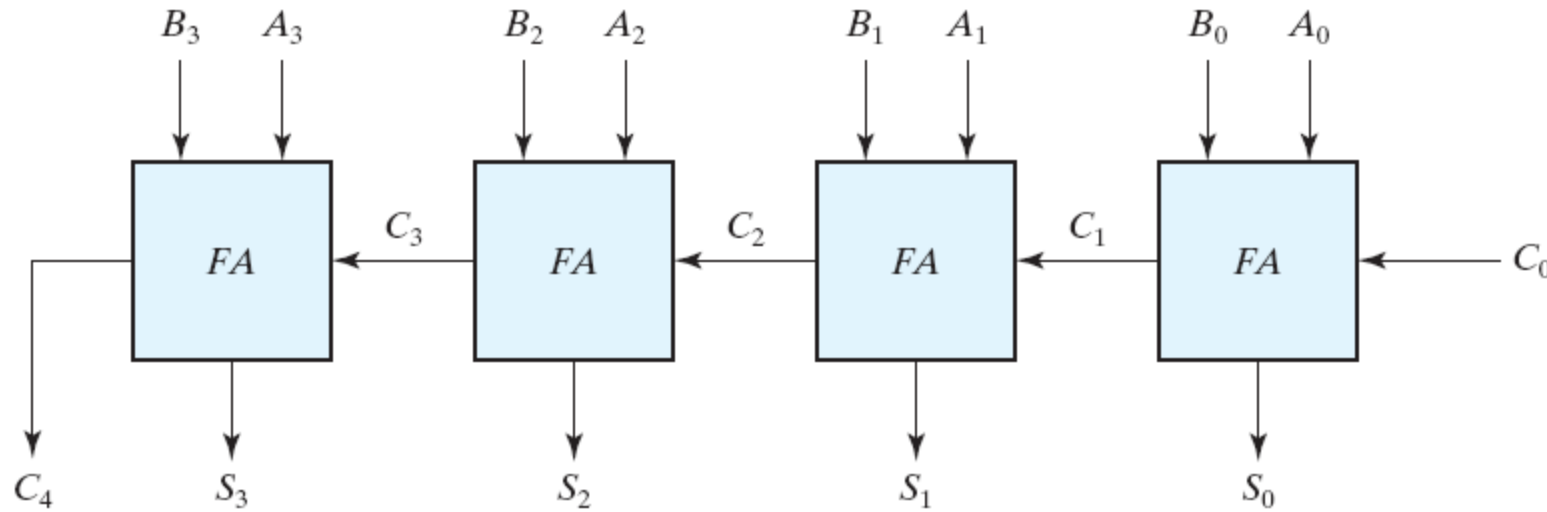 B₃ A₃ B₂ A₂ B₁ A₁ B₀ A₀
FA C₃ FA C₂ FA C₁ FA C₀
C₄ S₃ S₂ S₁ S₀